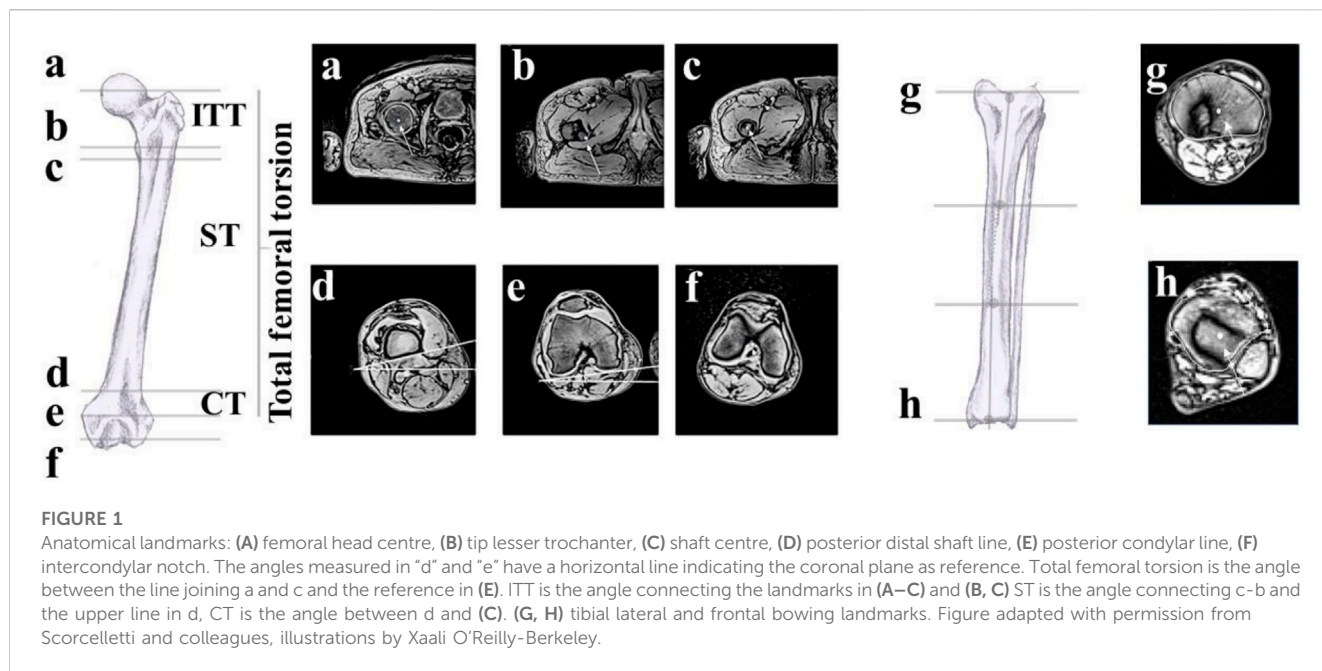 a
b
c
d
e
f
ITT
ST
CT
Total femoral torsion
a
b
c
d
e
f
g
h
g
h
FIGURE 1
Anatomical landmarks: (A) femoral head centre, (B) tip lesser trochanter, (C) shaft centre, (D) posterior distal shaft line, (E) posterior condylar line, (F)
intercondylar notch. The angles measured in “d” and “e” have a horizontal line indicating the coronal plane as reference. Total femoral torsion is the angle
between the line joining a and c and the reference in (E). ITT is the angle connecting the landmarks in (A–C) and (B, C) ST is the angle connecting c-b and
the upper line in d, CT is the angle between d and (C). (G, H) tibial lateral and frontal bowing landmarks. Figure adapted with permission from
Scorcelletti and colleagues, illustrations by Xaali O’Reilly-Berkeley.